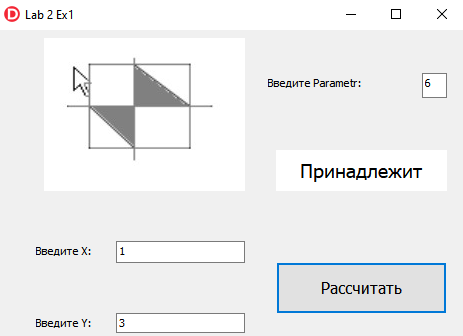 Lab 2 Ex1
Введите Parametr:
6
Принадлежит
Введите X:
1
Рассчитать
Введите Y:
3